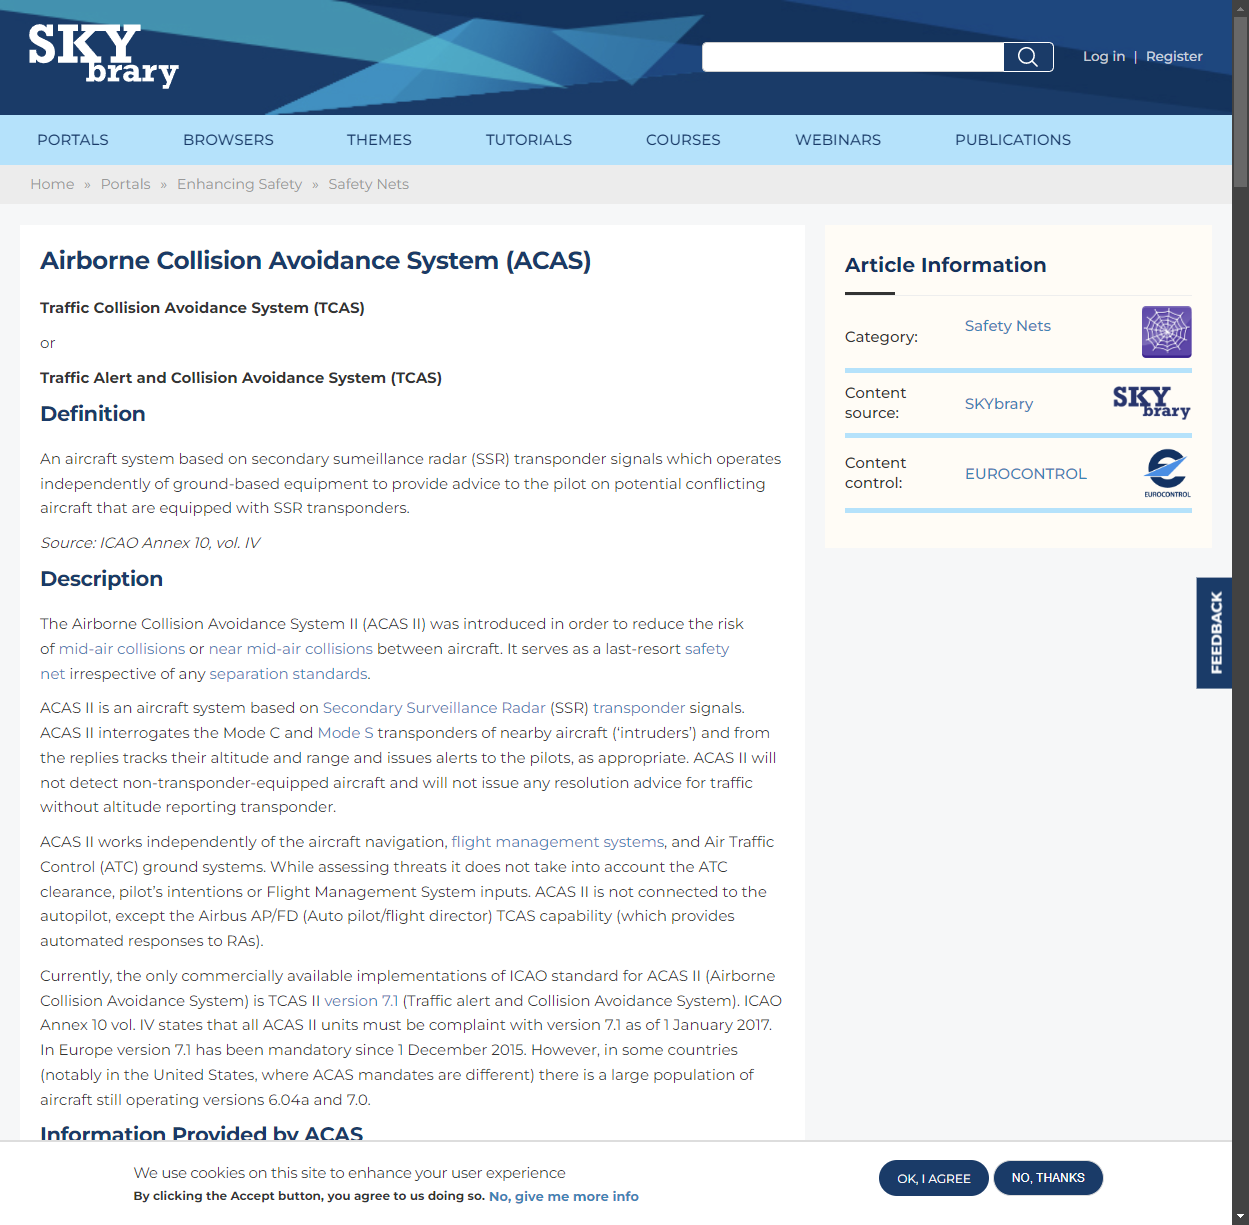 SKYbrary
Log in | Register
PORTALS BROWSERS THEMES TUTORIALS COURSES WEBINARS PUBLICATIONS
Home » Portals » Enhancing Safety » Safety Nets
Airborne Collision Avoidance System (ACAS)
Traffic Collision Avoidance System (TCAS)
or
Traffic Alert and Collision Avoidance System (TCAS)
Definition
An aircraft system based on secondary sumeillance radar (SSR) transponder signals which operates
independently of ground-based equipment to provide advice to the pilot on potential conflicting
aircraft that are equipped with SSR transponders.
Source: ICAO Annex 10, vol. IV
Description
The Airborne Collision Avoidance System II (ACAS II) was introduced in order to reduce the risk
of mid-air collisions or near mid-air collisions between aircraft. It serves as a last-resort safety
net irrespective of any separation standards.
ACAS II is an aircraft system based on Secondary Surveillance Radar (SSR) transponder signals.
ACAS II interrogates the Mode C and Mode S transponders of nearby aircraft (‘intruders’) and from
the replies tracks their altitude and range and issues alerts to the pilots, as appropriate. ACAS II will
not detect non-transponder-equipped aircraft and will not issue any resolution advice for traffic
without altitude reporting transponder.
ACAS II works independently of the aircraft navigation, flight management systems, and Air Traffic
Control (ATC) ground systems. While assessing threats it does not take into account the ATC
clearance, pilot’s intentions or Flight Management System inputs. ACAS II is not connected to the
autopilot, except the Airbus AP/FD (Auto pilot/flight director) TCAS capability (which provides
automated responses to RAs).
Currently, the only commercially available implementations of ICAO standard for ACAS II (Airborne
Collision Avoidance System) is TCAS II version 7.1 (Traffic alert and Collision Avoidance System). ICAO
Annex 10 vol. IV states that all ACAS II units must be complaint with version 7.1 as of 1 January 2017.
In Europe version 7.1 has been mandatory since 1 December 2015. However, in some countries
(notably in the United States, where ACAS mandates are different) there is a large population of
aircraft still operating versions 6.04a and 7.0.
Information Provided by ACAS
Article Information
Category: Safety Nets
Content
source: SKYbrary SKYbrary
Content
control: EUROCONTROL EUROCONTROL
FEEDBACK
We use cookies on this site to enhance your user experience
By clicking the Accept button, you agree to us doing so. No, give me more info
OK, I AGREE NO, THANKS